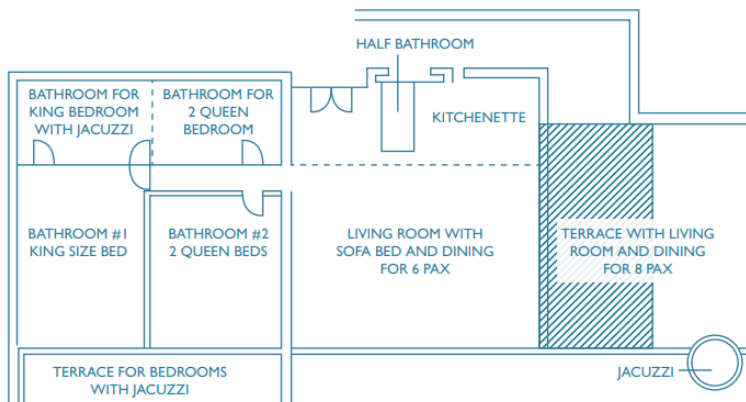 HALF BATHROOM
BATHROOM FOR
KING BEDROOM
WITH JACUZZI
BATHROOM FOR
2 QUEEN
BEDROOM
KITCHENETTE
BATHROOM #1
KING SIZE BED
BATHROOM #2
2 QUEEN BEDS
LIVING ROOM WITH
SOFA BED AND DINING
FOR 6 PAX
TERRACE WITH LIVING
ROOM AND DINING
FOR 8 PAX
TERRACE FOR BEDROOMS
WITH JACUZZI
JACUZZI